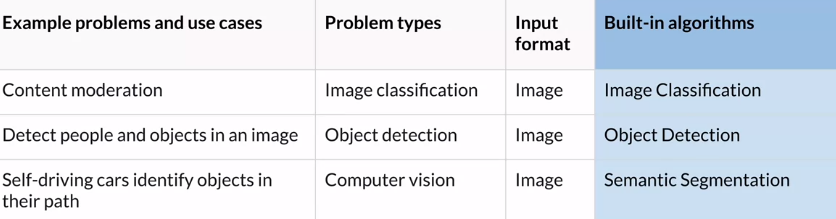 Example problems and use cases Problem types Input format Built-in algorithms
Content moderation Image classification Image Image Classification
Detect people and objects in an image Object detection Image Object Detection
Self-driving cars identify objects in their path Computer vision Image Semantic Segmentation